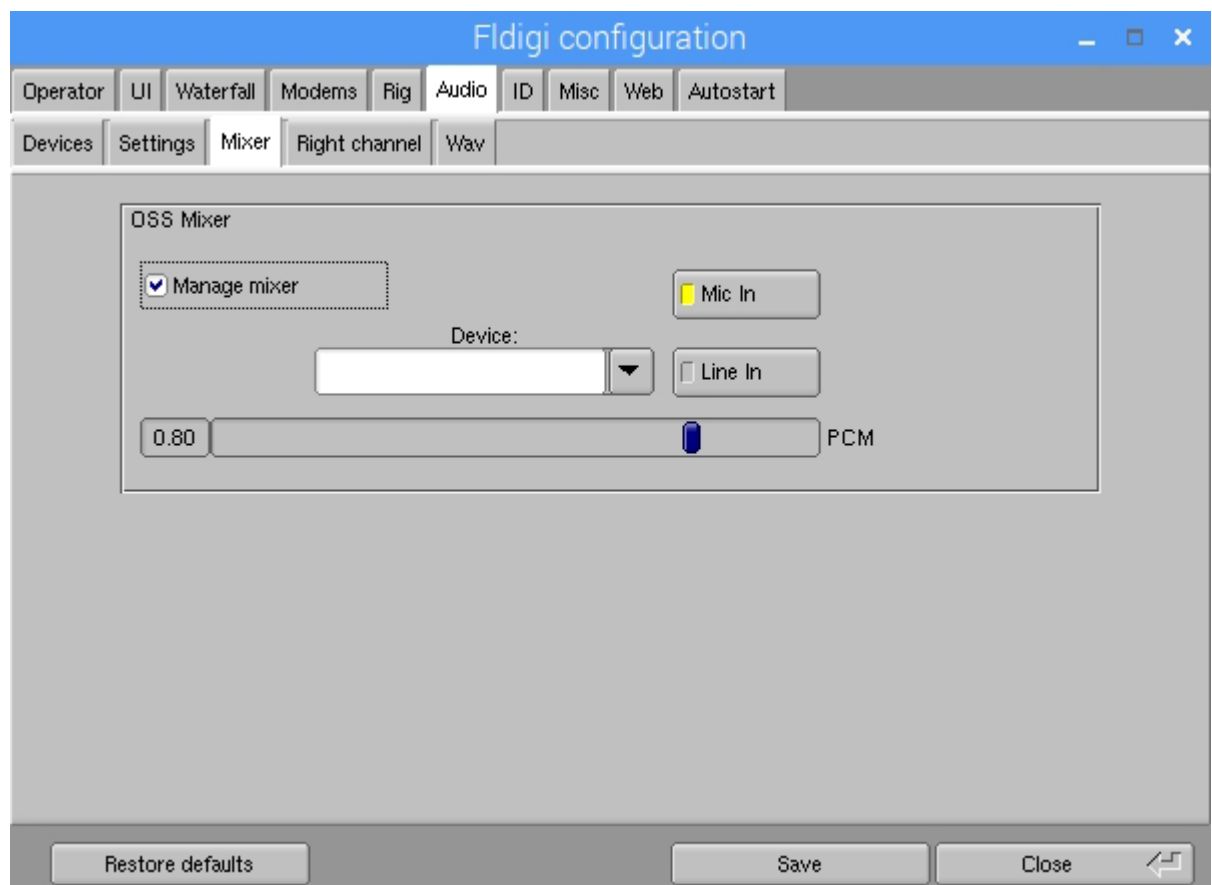 Fldigi configuration
Operator UI Waterfall Modems Rig Audio ID Misc Web Autostart
Devices Settings Mixer Right channel Wav
OSS Mixer
Manage mixer
Mic In
Device:
Line In
0.80 PCM
Restore defaults Save Close